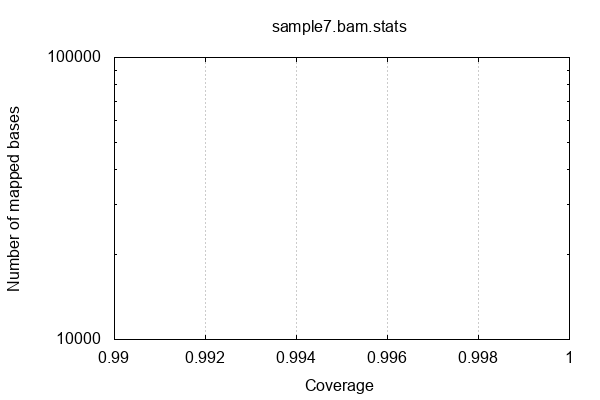 sample7.bam.stats
100000
10000
Number of mapped bases
0.99 0.992 0.994 0.996 0.998 1
Coverage